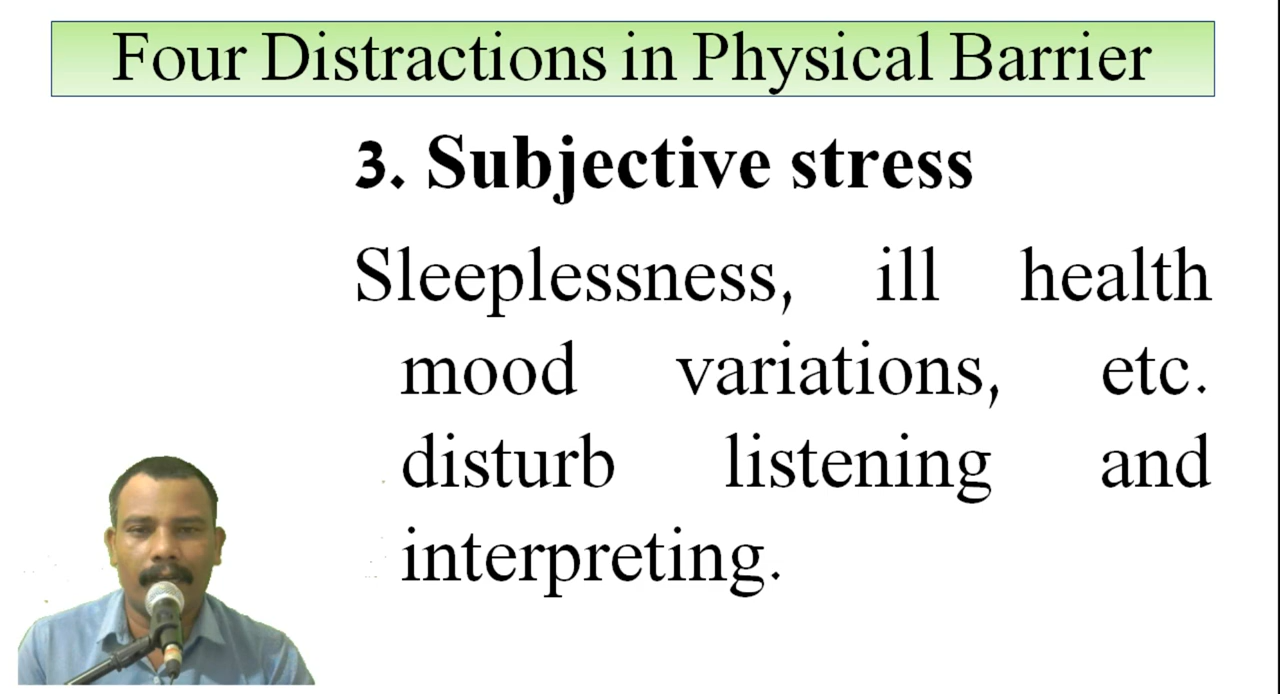 Four Distractions in Physical Barrier
3. Subjective stress
Sleeplessness, ill health
mood variations, etc.
disturb listening and
interpreting.